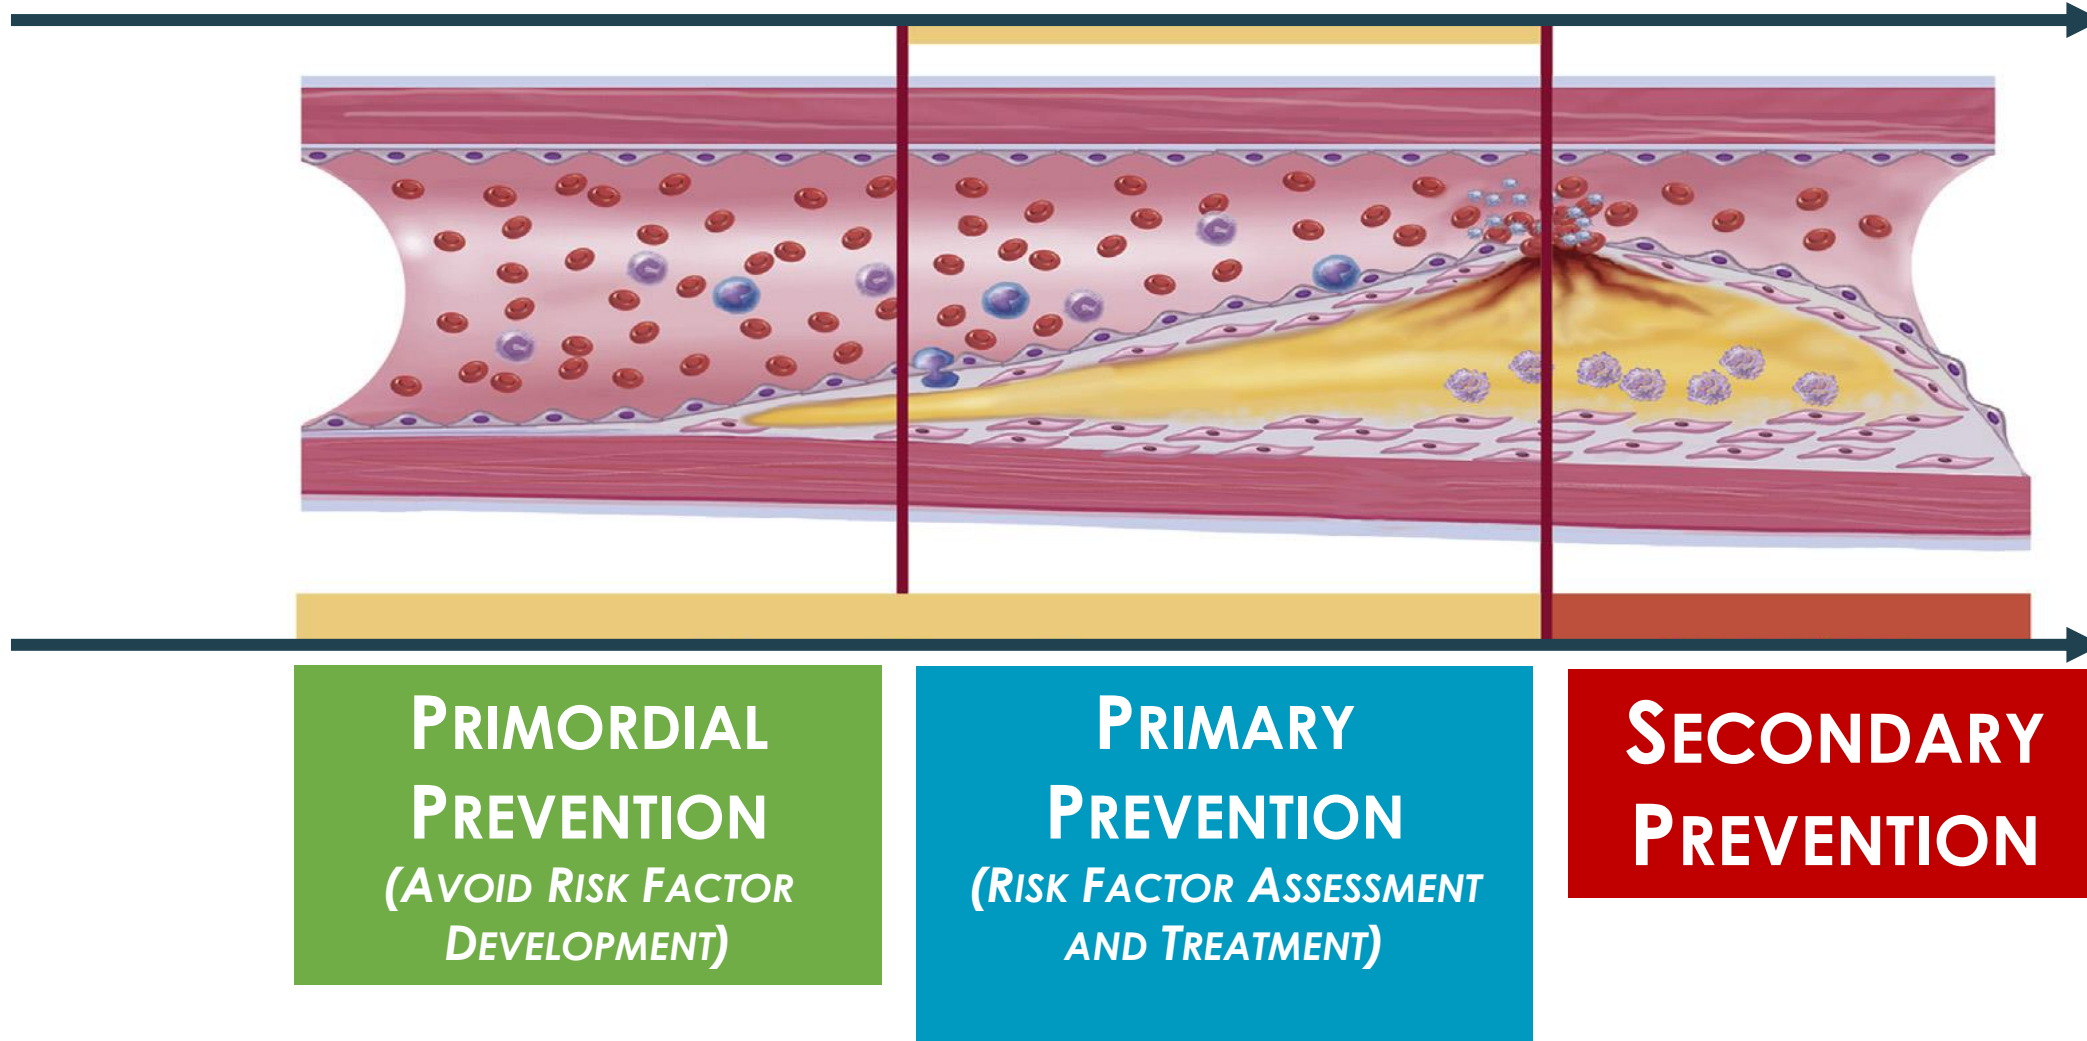 PRIMORDIAL
PREVENTION
(AVOID RISK FACTOR
DEVELOPMENT)
PRIMARY
PREVENTION
(RISK FACTOR ASSESSMENT
AND TREATMENT)
SECONDARY
PREVENTION